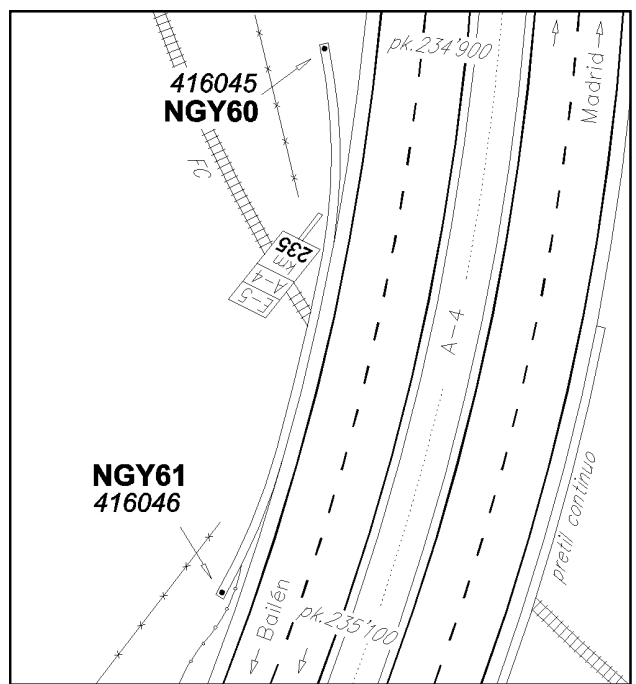 pk.234'900
Madrid
416045
NGY60
FC
235
km
A-4
E-5
A-4
NGY61
416046
pretil continuo
Bailén
pk.235'100